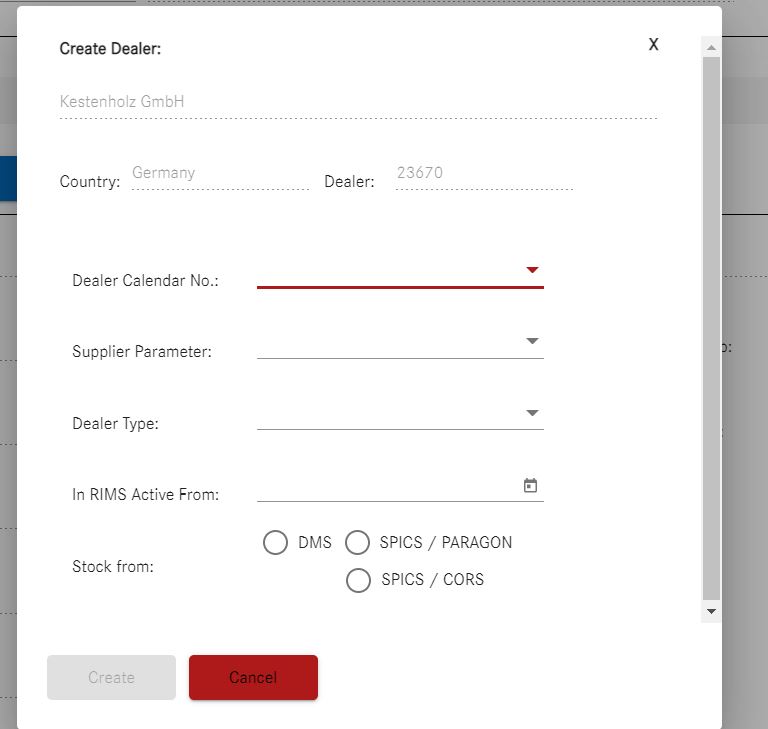 Create Dealer:
X
Kestenholz GmbH
Country: Germany Dealer: 23670
Dealer Calendar No.:
Supplier Parameter:
Dealer Type:
In RIMS Active From:
Stock from: DMS SPICS / PARAGON
SPICS / CORS
Create Cancel